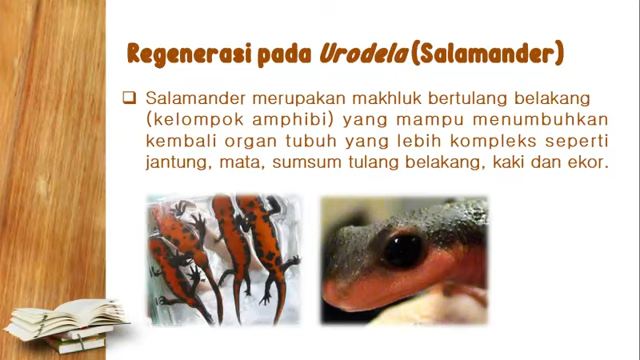 Regenerasi pada Urodela (Salamander)
❑ Salamander merupakan makhluk bertulang belakang
(kelompok amphibi) yang mampu menumbuhkan
kembali organ tubuh yang lebih kompleks seperti
jantung, mata, sumsum tulang belakang, kaki dan ekor.